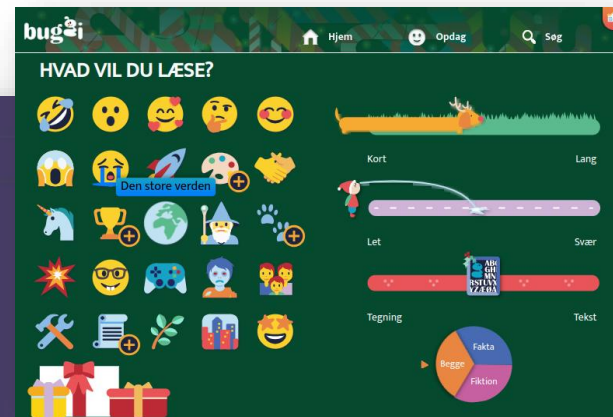 buggi
Hjem
Opdag
Søg
HVAD VIL DU LÆSE?
Den store verden
Kort
Lang
Let
Svær
Tegning
Tekst
Fakta
Begge
Fiktion